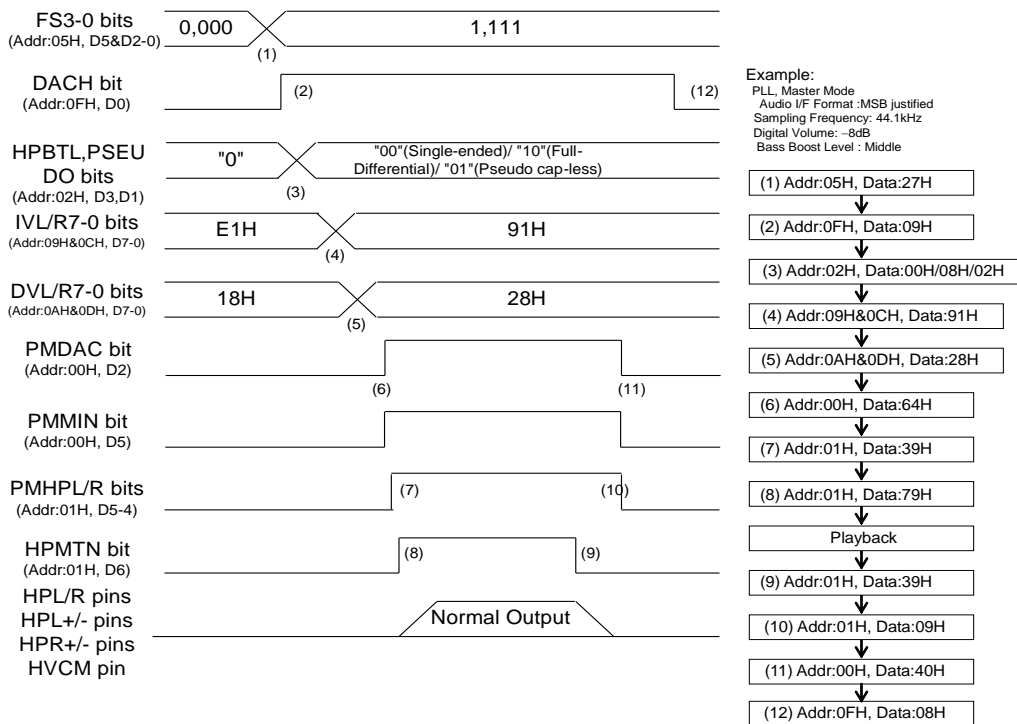 FS3-0 bits
(Addr:05H, D5&D2-0)
0,000
1,111
(1)
DACH bit
(Addr:0FH, D0)
(2)
(12)
HPBTL,PSEU
DO bits
(Addr:02H, D3,D1)
"0"
"00"(Single-ended)/ "10"(Full-
Differential)/ "01"(Pseudo cap-less)
(3)
IVL/R7-0 bits
(Addr:09H&0CH, D7-0)
E1H
91H
(4)
DVL/R7-0 bits
(Addr:0AH&0DH, D7-0)
18H
28H
(5)
PMDAC bit
(Addr:00H, D2)
(6)
(11)
PMMIN bit
(Addr:00H, D5)
PMHPL/R bits
(Addr:01H, D5-4)
(7)
(10)
HPMTN bit
(Addr:01H, D6)
(8)
(9)
HPL/R pins
HPL+/- pins
HPR+/- pins
HVCM pin
Normal Output
Example:
PLL, Master Mode
Audio I/F Format :MSB justified
Sampling Frequency: 44.1kHz
Digital Volume: −8dB
Bass Boost Level : Middle
(1) Addr:05H, Data:27H
(2) Addr:0FH, Data:09H
(3) Addr:02H, Data:00H/08H/02H
(4) Addr:09H&0CH, Data:91H
(5) Addr:0AH&0DH, Data:28H
(6) Addr:00H, Data:64H
(7) Addr:01H, Data:39H
(8) Addr:01H, Data:79H
Playback
(9) Addr:01H, Data:39H
(10) Addr:01H, Data:09H
(11) Addr:00H, Data:40H
(12) Addr:0FH, Data:08H